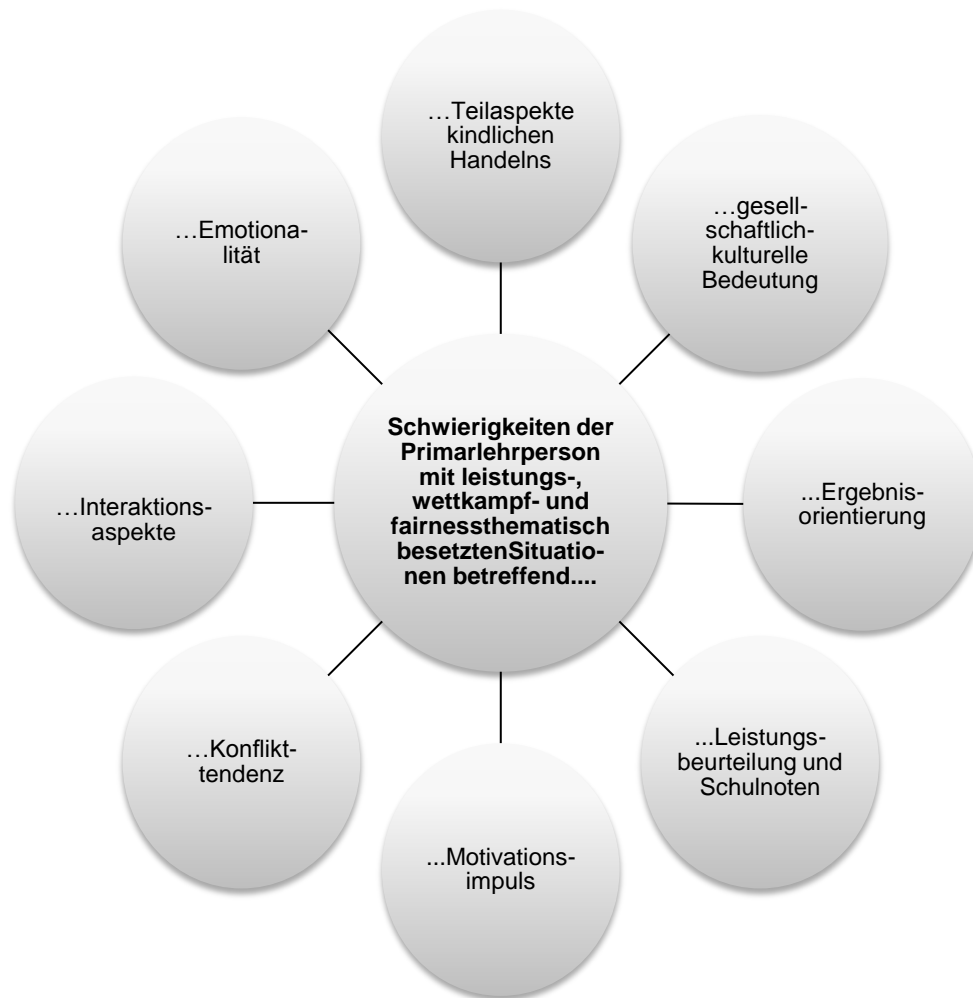 …Teilaspekte
kindlichen
Handelns
…gesell-
schaftlich-
kulturelle
Bedeutung
...Ergebnis-
orientierung
...Leistungs-
beurteilung und
Schulnoten
...Motivations-
impuls
…Konflikt-
tendenz
…Interaktions-
aspekte
…Emotiona-
lität
Schwierigkeiten der
Primarlehrperson
mit leistungs-,
wettkampf- und
fairnessthematisch
besetztenSituatio-
nen betreffend....